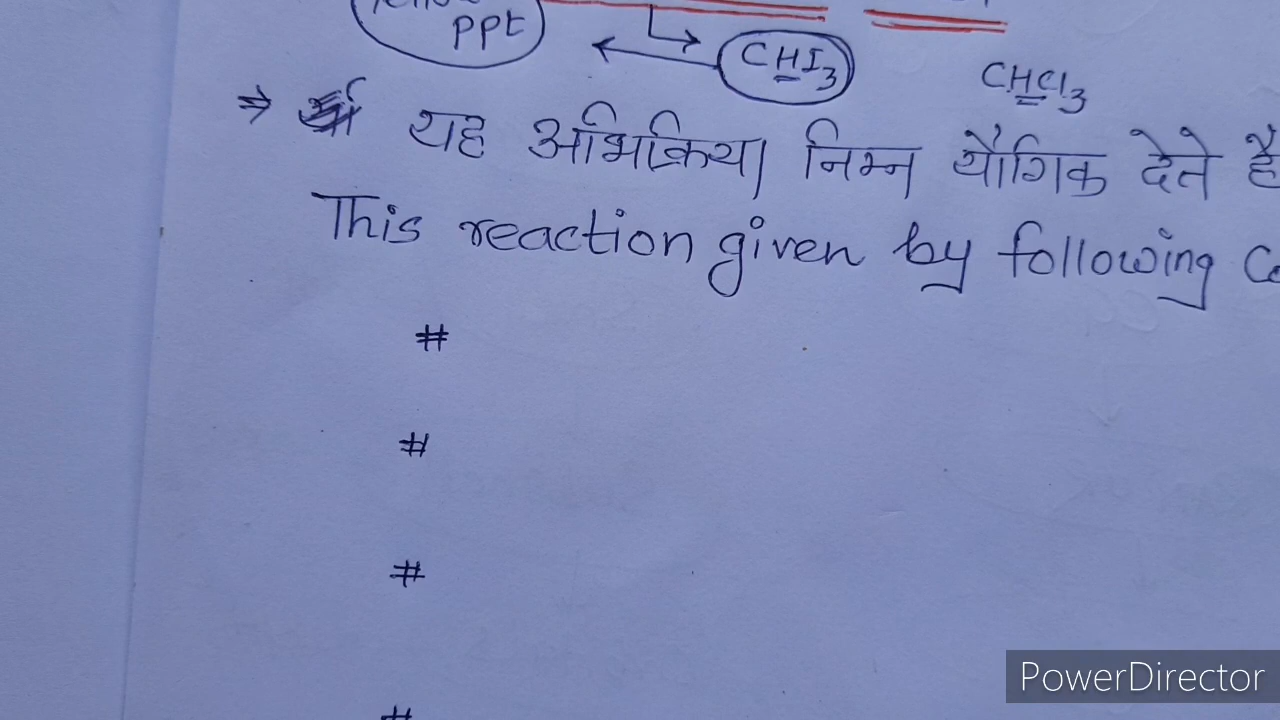 ppt
CHI3
CHCl3
⇒ यह अभिक्रिया निम्न यौगिक देते है
This reaction given by following
#
#
#
#
PowerDirector